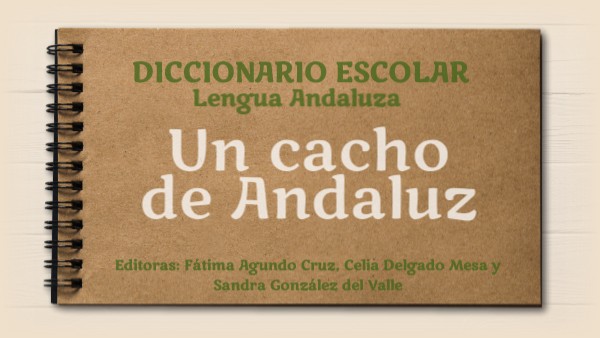 DICCIONARIO ESCOLAR
Lengua Andaluza
Un cacho
de Andaluz
Editoras: Fátima Agundo Cruz, Celia Delgado Mesa y
Sandra González del Valle